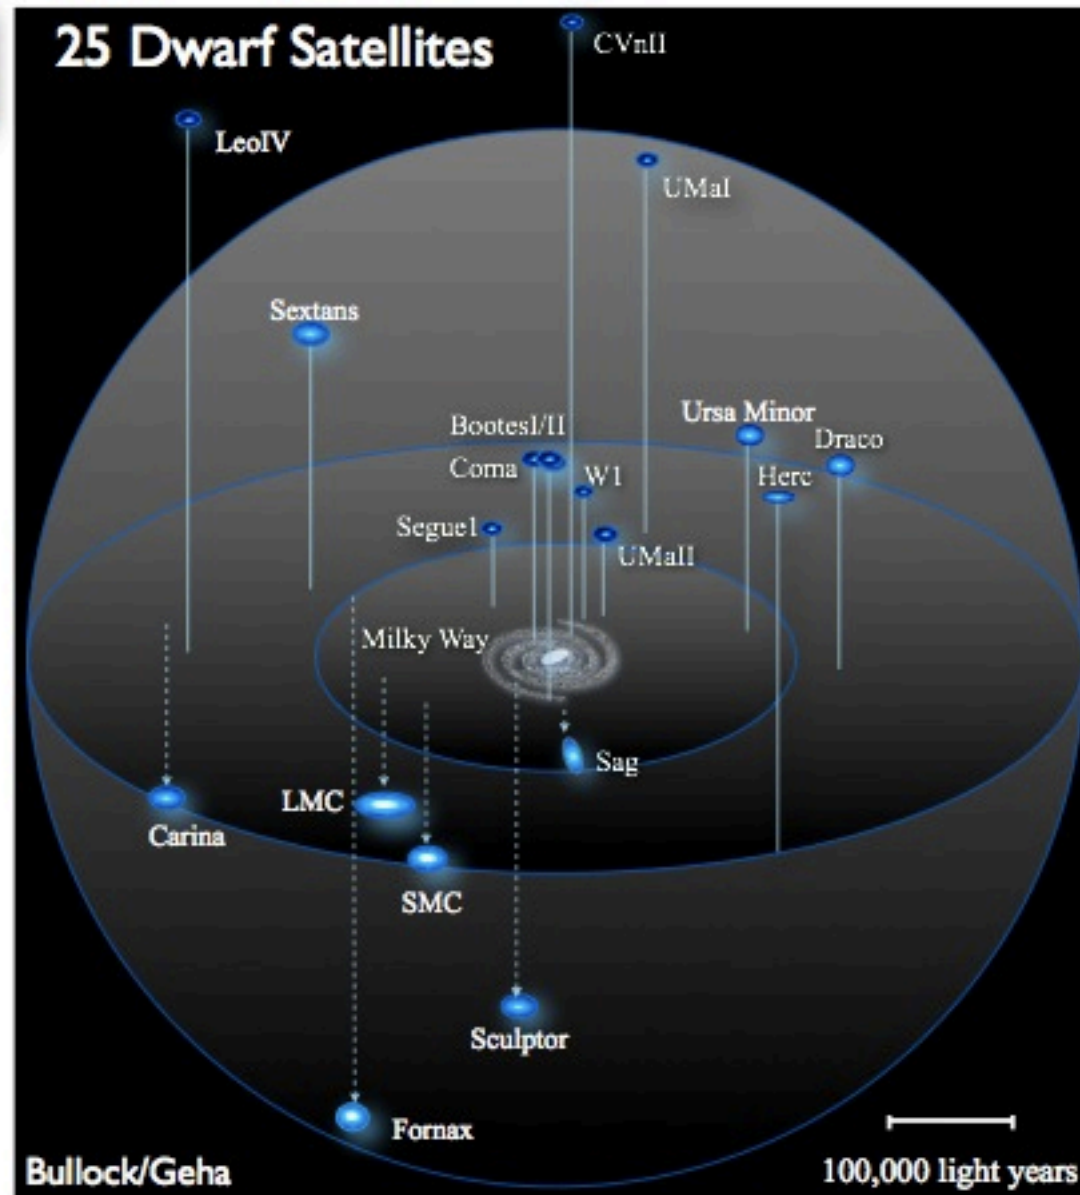 25 Dwarf Satellites
CVnII
LeoIV
UMaI
Sextans
Ursa Minor
BootesI/II
Draco
Coma
W1
Herc
Segue1
UMaII
Milky Way
Sag
LMC
Carina
SMC
Sculptor
Fornax
Bullock/Geha
100,000 light years